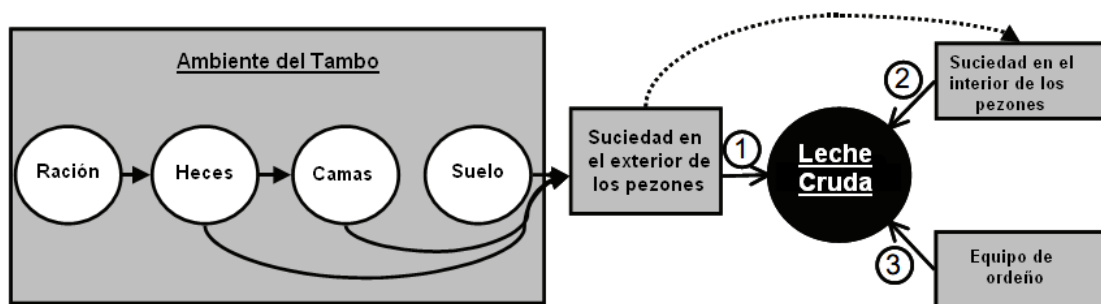 Ambiente del Tambo
Ración
Heces
Camas
Suelo
Suciedad en
el exterior de
los pezones
1
Leche
Cruda
2
Suciedad en el
interior de los
pezones
3
Equipo de
ordeño